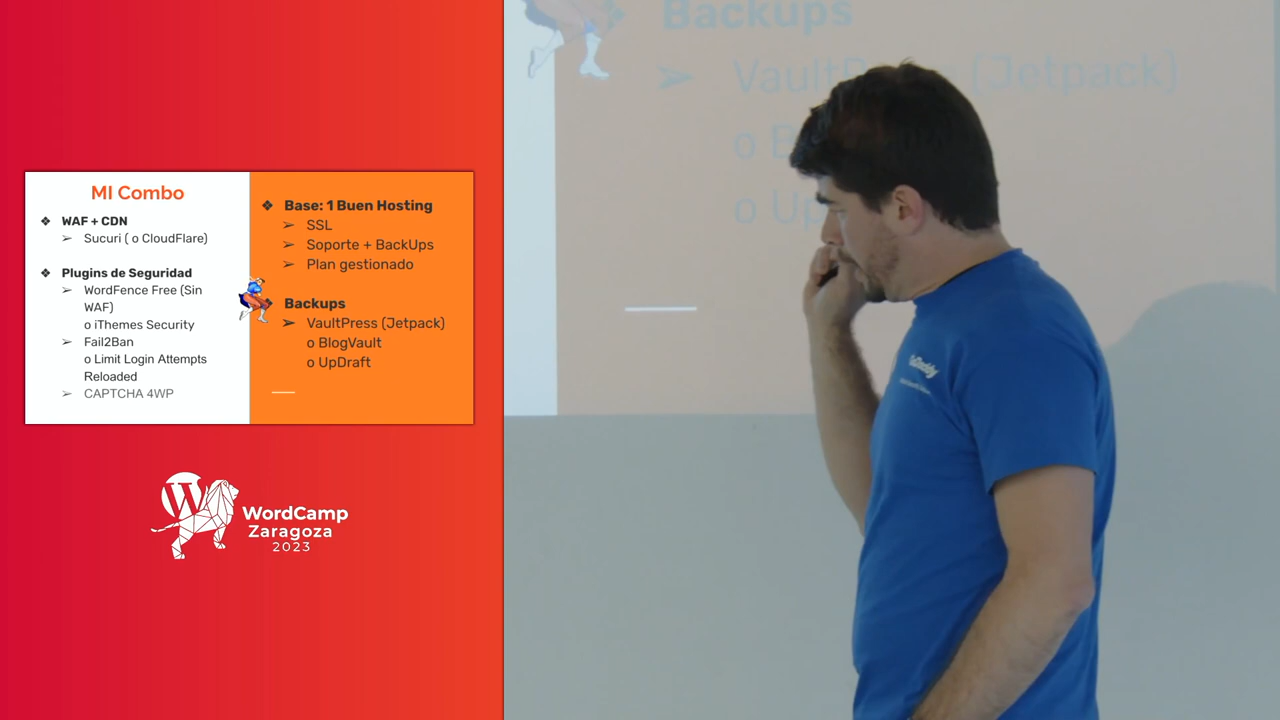 MI Combo
❖ WAF + CDN
➢ Sucuri ( o CloudFlare)
❖ Plugins de Seguridad
➢ WordFence Free (Sin
WAF)
o iThemes Security
➢ Fail2Ban
o Limit Login Attempts
Reloaded
➢ CAPTCHA 4WP
❖ Base: 1 Buen Hosting
➢ SSL
➢ Soporte + BackUps
➢ Plan gestionado
❖ Backups
➢ VaultPress (Jetpack)
o BlogVault
o UpDraft
WordCamp
Zaragoza
2023
Backups
➢ VaultP (Jetpack)
o B
o Up